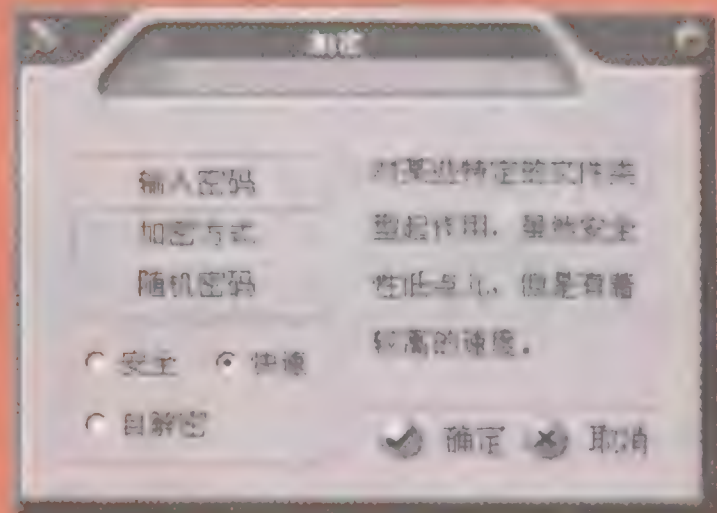 加密
输入密码
加密方式
随机密码
安全 快速
自解密
对某些特定的文件类
型起作用，虽然安全
性低点儿，但是有着
较高的速度。
确定 取消